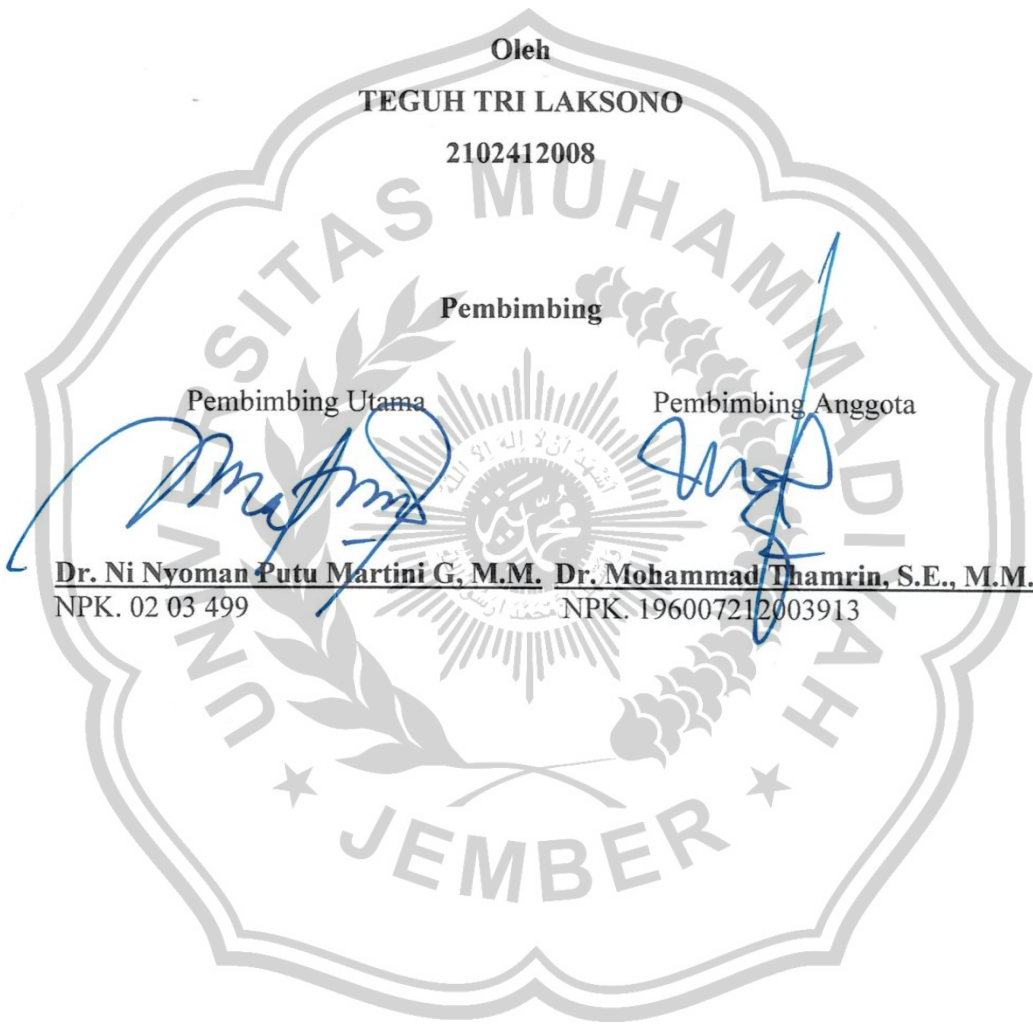 Oleh
TEGUH TRI LAKSONO
2102412008
UNIVERSITAS MUHAMMADIYAH
Pembimbing
Pembimbing Utama Pembimbing Anggota
Dr. Ni Nyoman Putu Martini G, M.M. Dr. Mohammad Thamrin, S.E., M.M.
NPK. 02 03 499 NPK. 196007212003913
★ JEMBER ★